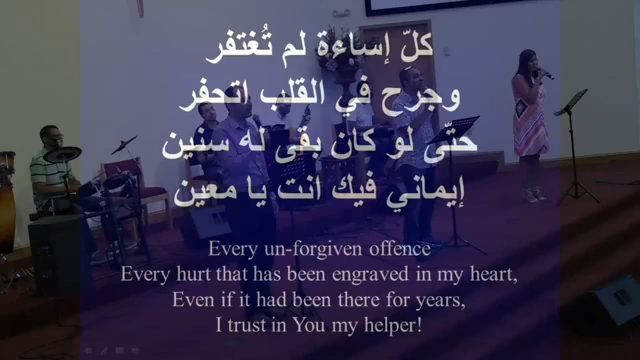 كلِّ إساءة لم تُغتفر
وجرح في القلب اتحفر
حتّى لو كان بقى له سنين
إيماني فيك انت يا معين
Every un-forgiven offence
Every hurt that has been engraved in my heart,
Even if it had been there for years,
I trust in You my helper!